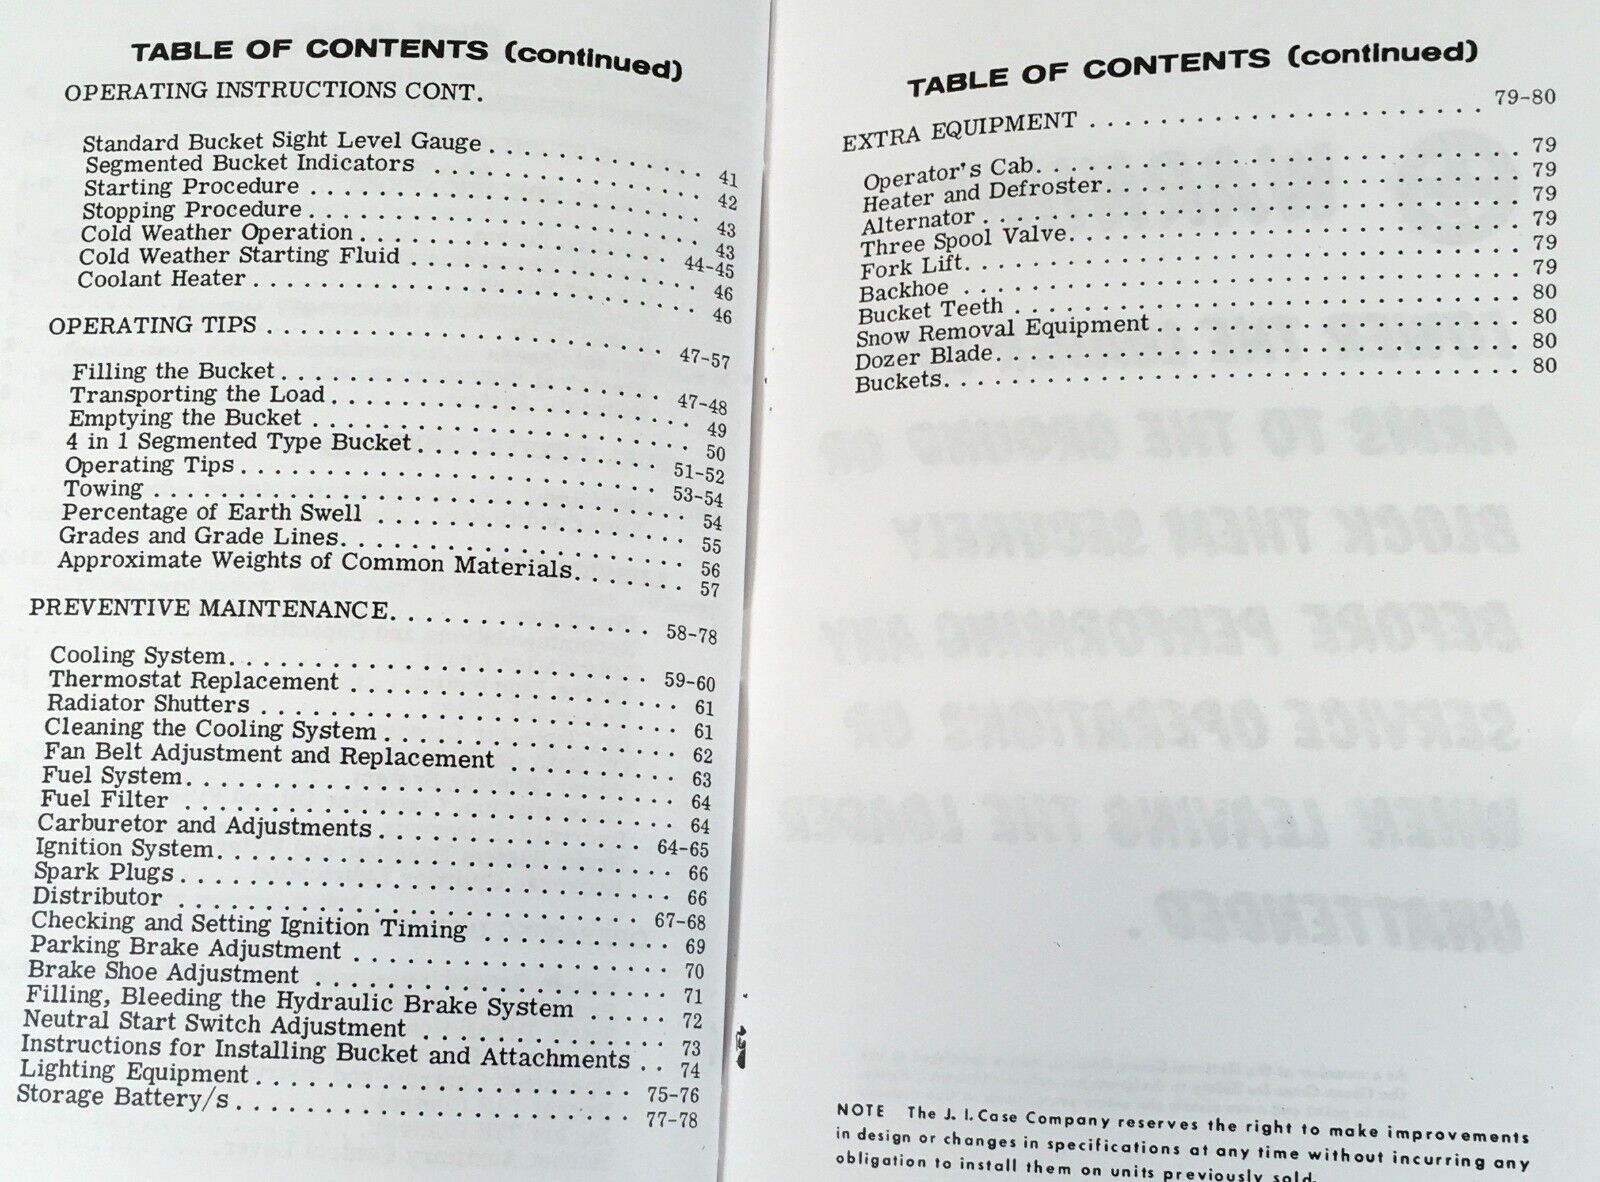 TABLE OF CONTENTS (continued)
OPERATING INSTRUCTIONS CONT.
Standard Bucket Sight Level Gauge . . . . . . . . . . . . 41
Segmented Bucket Indicators . . . . . . . . . . . . . . . 42
Starting Procedure . . . . . . . . . . . . . . . . . . . . 43
Stopping Procedure . . . . . . . . . . . . . . . . . . . . 43
Cold Weather Operation . . . . . . . . . . . . . . . . 44-45
Cold Weather Starting Fluid . . . . . . . . . . . . . . . 46
Coolant Heater . . . . . . . . . . . . . . . . . . . . . . 46
OPERATING TIPS . . . . . . . . . . . . . . . . . . . . 47-57
Filling the Bucket . . . . . . . . . . . . . . . . . . 47-48
Transporting the Load . . . . . . . . . . . . . . . . . . 49
Emptying the Bucket . . . . . . . . . . . . . . . . . . . 50
4 in 1 Segmented Type Bucket . . . . . . . . . . . . . 51-52
Operating Tips . . . . . . . . . . . . . . . . . . . . 53-54
Towing . . . . . . . . . . . . . . . . . . . . . . . . . . 54
Percentage of Earth Swell . . . . . . . . . . . . . . . . 55
Grades and Grade Lines . . . . . . . . . . . . . . . . . . 56
Approximate Weights of Common Materials . . . . . . . 57
PREVENTIVE MAINTENANCE . . . . . . . . . . . . . . . 58-78
Cooling System . . . . . . . . . . . . . . . . . . . . 59-60
Thermostat Replacement . . . . . . . . . . . . . . . . . . 61
Radiator Shutters . . . . . . . . . . . . . . . . . . . . 61
Cleaning the Cooling System . . . . . . . . . . . . . . . 62
Fan Belt Adjustment and Replacement . . . . . . . . . . 63
Fuel System . . . . . . . . . . . . . . . . . . . . . . . 64
Fuel Filter . . . . . . . . . . . . . . . . . . . . . . . 64
Carburetor and Adjustments . . . . . . . . . . . . . . 64-65
Ignition System . . . . . . . . . . . . . . . . . . . . . 66
Spark Plugs . . . . . . . . . . . . . . . . . . . . . . . 66
Distributor . . . . . . . . . . . . . . . . . . . . . 67-68
Checking and Setting Ignition Timing . . . . . . . . . . . 69
Parking Brake Adjustment . . . . . . . . . . . . . . . . . 70
Brake Shoe Adjustment . . . . . . . . . . . . . . . . . . 71
Filling, Bleeding the Hydraulic Brake System . . . . . 72
Neutral Start Switch Adjustment . . . . . . . . . . . . . 73
Instructions for Installing Bucket and Attachments . . 74
Lighting Equipment . . . . . . . . . . . . . . . . . . 75-76
Storage Battery/s . . . . . . . . . . . . . . . . . . . 77-78
TABLE OF CONTENTS (continued)
EXTRA EQUIPMENT . . . . . . . . . . . . . . . . . . . . 79-80
Operator's Cab . . . . . . . . . . . . . . . . . . . . . . 79
Heater and Defroster . . . . . . . . . . . . . . . . . . . 79
Alternator . . . . . . . . . . . . . . . . . . . . . . . . 79
Three Spool Valve . . . . . . . . . . . . . . . . . . . . 79
Fork Lift . . . . . . . . . . . . . . . . . . . . . . . . 79
Backhoe . . . . . . . . . . . . . . . . . . . . . . . . . 79
Bucket Teeth . . . . . . . . . . . . . . . . . . . . . . . 80
Snow Removal Equipment . . . . . . . . . . . . . . . . . . 80
Dozer Blade . . . . . . . . . . . . . . . . . . . . . . . 80
Buckets . . . . . . . . . . . . . . . . . . . . . . . . . 80
NOTE The J. I. Case Company reserves the right to make improvements
in design or changes in specifications at any time without incurring any
obligation to install them on units previously sold.